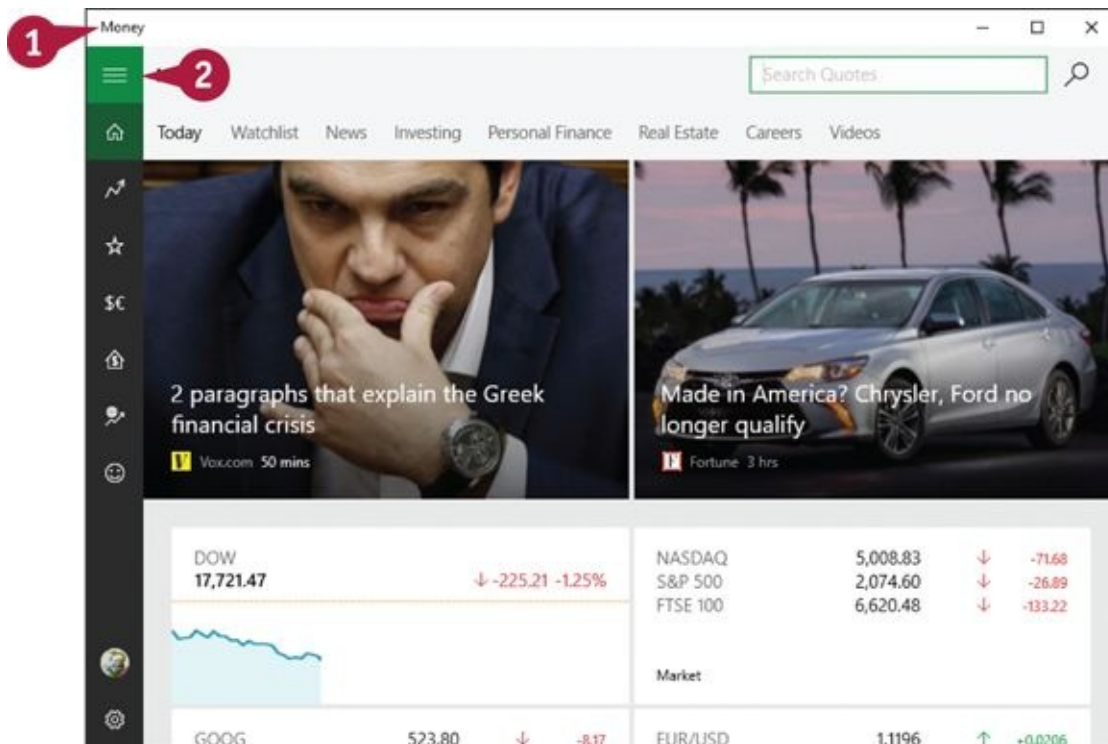 1
Money
2
Search Quotes
Today Watchlist News Investing Personal Finance Real Estate Careers Videos
$€
2 paragraphs that explain the Greek
financial crisis
V Vox.com 50 mins
Made in America? Chrysler, Ford no
longer qualify
F Fortune 3 hrs
DOW
17,721.47 ↓ -225.21 -1.25%
NASDAQ 5,008.83 ↓ -71.68
S&P 500 2,074.60 ↓ -26.89
FTSE 100 6,620.48 ↓ -133.22
Market
GOOG 523.80 ↓ -8.17
EUR/USD 1.1196 ↑ +0.0206